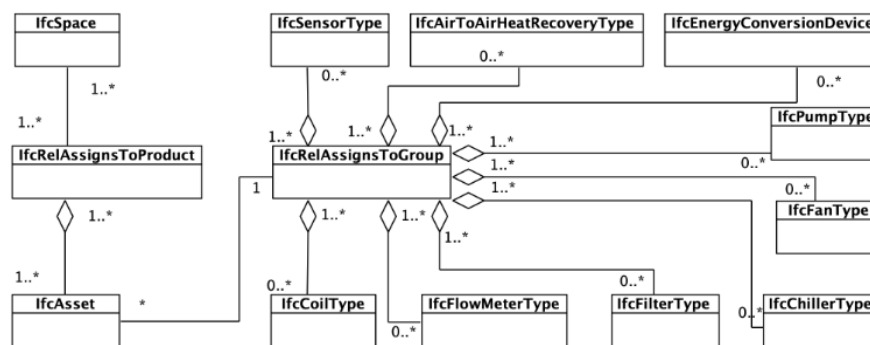 IfcSpace
IfcSensorType
IfcAirToAirHeatRecoveryType
IfcEnergyConversionDevice
0..*
0..*
0..*
1..*
IfcPumpType
1..*
1..*
1..*
1..*
1..*
IfcRelAssignsToProduct
IfcRelAssignsToGroup
0..*
1..*
1
1..*
0..*
1..*
1..*
1..*
IfcFanType
1..*
1..*
0..*
0..*
IfcAsset
*
IfcCoilType
IfcFlowMeterType
IfcFilterType
IfcChillerType
0..*
0..*